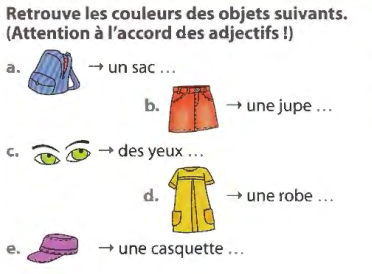 Retrouve les couleurs des objets suivants.
(Attention à l'accord des adjectifs !)
a. → un sac ...
b. → une jupe ...
c. → des yeux ...
d. → une robe ...
e. → une casquette ...